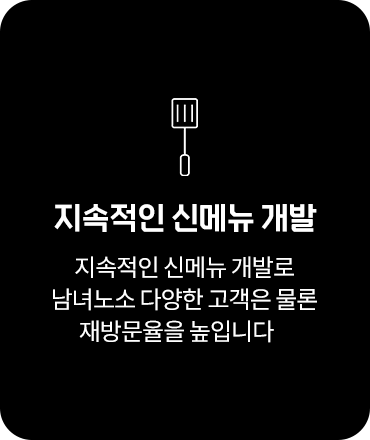 지속적인 신메뉴 개발
지속적인 신메뉴 개발로
남녀노소 다양한 고객은 물론
재방문율을 높입니다